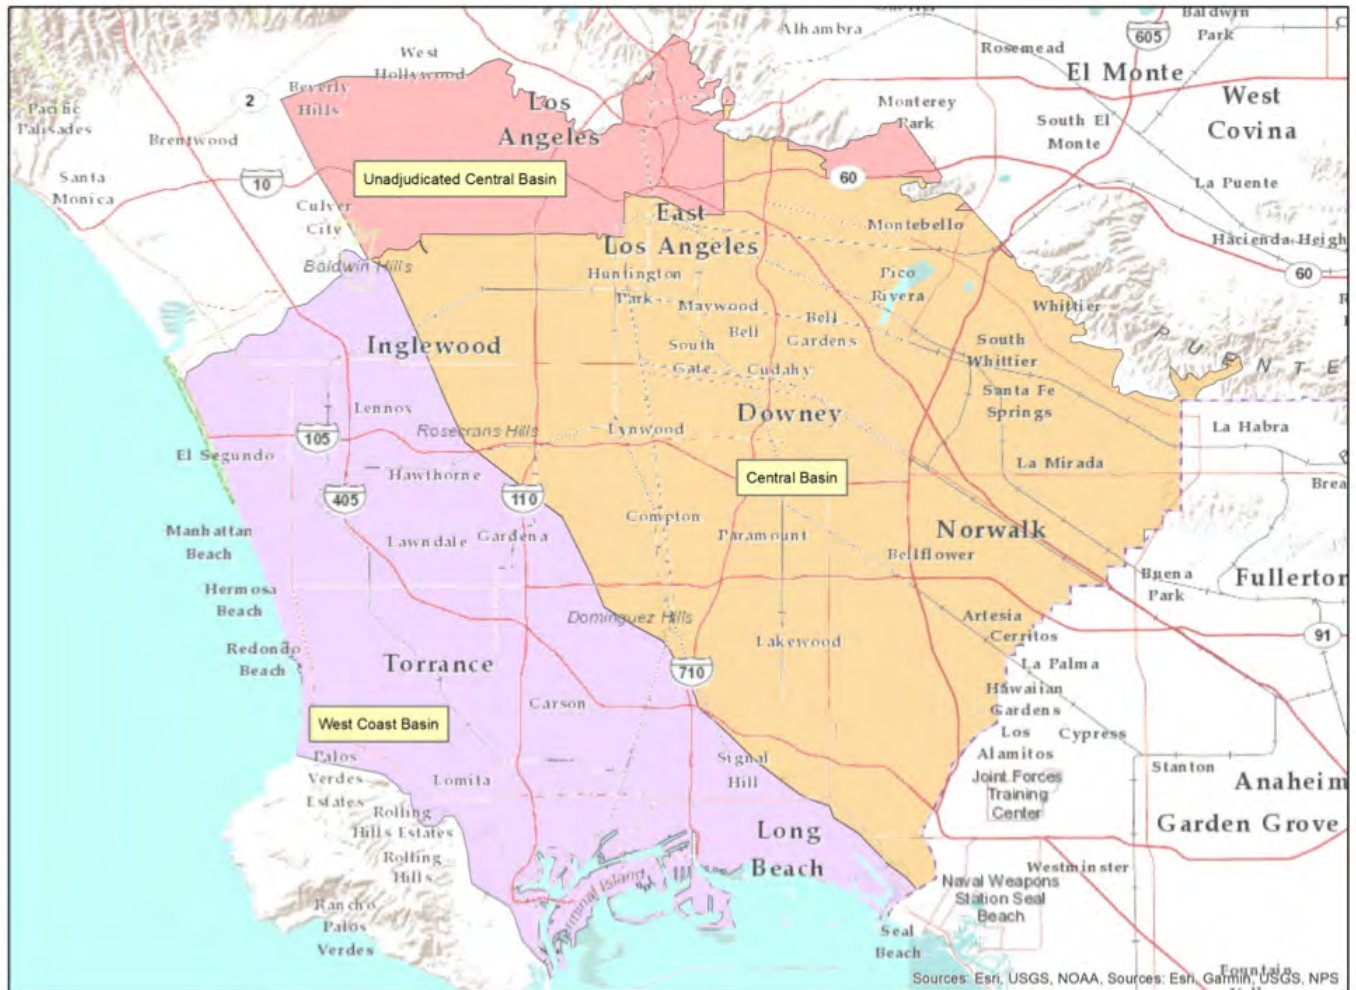 Baldwin
Park
Alhambra
605
Rosemead
El Monte
West
Hollywood
Beverly
Hills
Los
Angeles
2
Pacific
Palisades
Brentwood
Monterey
Park
South El
Monte
West
Covina
Santa
Monica
10
Unadjudicated Central Basin
60
La Puente
Culver
City
East
Los Angeles
Montebello
Hacienda Heigh
60
Baldwin Hills
Huntington
Park
Maywood
Bell
Bell
Gardens
Pico
Rivera
Whittier
PUENTE
Inglewood
South
Gate
Cudahy
South
Whittier
Santa Fe
Springs
Lennox
Downey
La Habra
105
Rosecrans Hills
Lynwood
El Segundo
Hawthorne
Central Basin
La Mirada
Brea
405
110
Manhattan
Beach
Lawndale
Gardena
Compton
Paramount
Norwalk
Bellflower
Hermosa
Beach
Buena
Park
Fullerton
Dominguez Hills
Artesia
Cerritos
91
Redondo
Beach
Torrance
Lakewood
La Palma
710
Hawaiian
Gardens
Carson
West Coast Basin
Los
Alamitos
Cypress
Palos
Verdes
Estates
Lomita
Signal
Hill
Joint Forces
Training
Center
Stanton
Anaheim
Rolling
Hills Estates
Long
Beach
Garden Grove
Rolling
Hills
Terminal Island
Westminster
Naval Weapons
Station Seal
Beach
Rancho
Palos
Verdes
Seal
Beach
Fountain
Sources: Esri, USGS, NOAA, Sources: Esri, Garmin, USGS, NPS